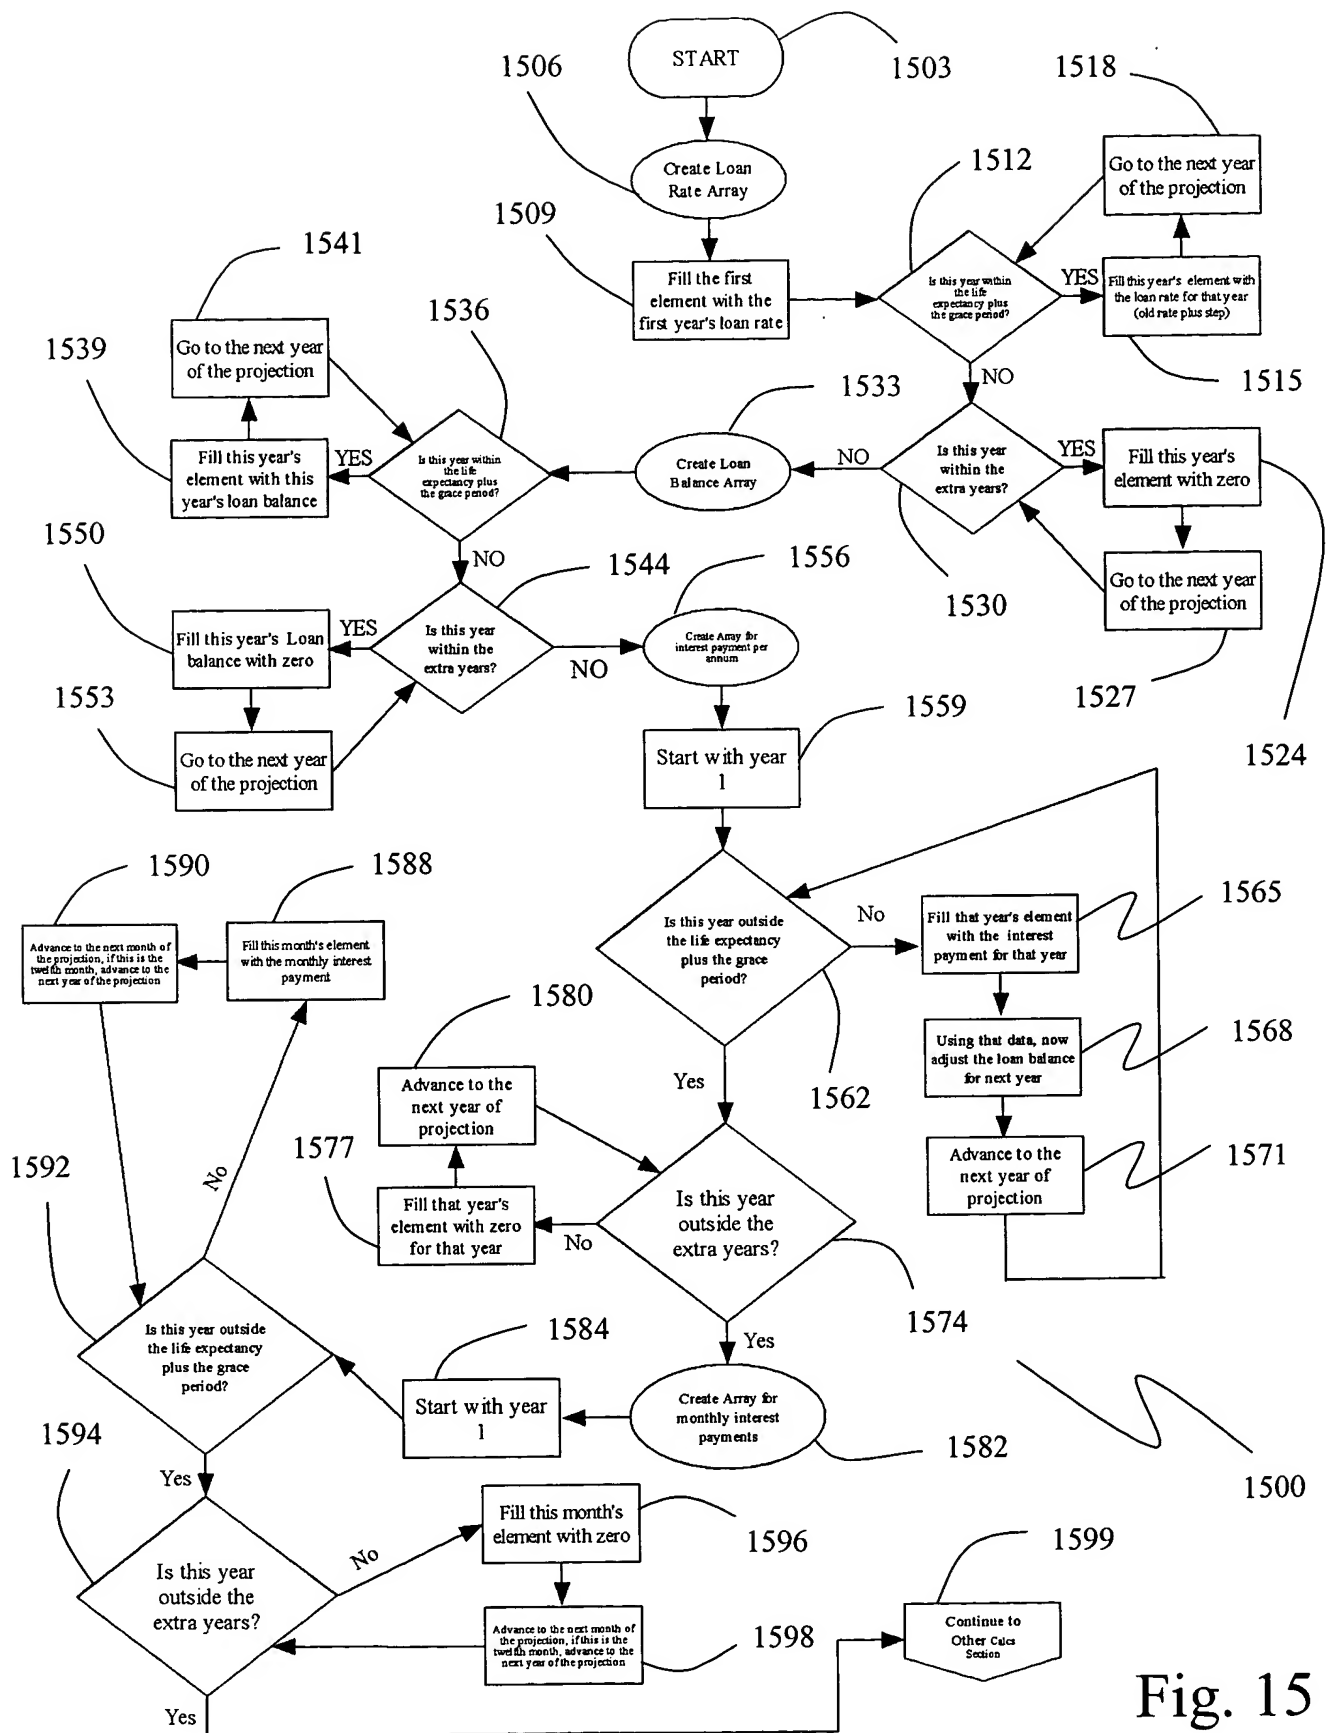 START
1503
1506
1518
Create Loan
Rate Array
1512
Go to the next year
of the projection
1509
1541
Fill the first
element with the
first year's loan rate
Is this year within
the life
expectancy plus
the grace period?
YES
Fill this year's element with
the loan rate for that year
(old rate plus step)
1536
1539
Go to the next year
of the projection
1533
NO
1515
Fill this year's
element with this
year's loan balance
YES
Is this year within
the life
expectancy plus
the grace period?
Create Loan
Balance Array
NO
Is this year
within the
extra years?
YES
Fill this year's
element with zero
1550
NO
1544
1556
1530
Go to the next year
of the projection
Fill this year's Loan
balance with zero
YES
Is this year
within the
extra years?
NO
Create Array for
interest payment per
annum
1553
1527
1559
1524
Go to the next year
of the projection
Start with year
1
1590
1588
1565
Advance to the next month of
the projection, if this is the
twelfth month, advance to the
next year of the projection
Fill this month's element
with the monthly interest
payment
Is this year outside
the life expectancy
plus the grace
period?
No
Fill that year's element
with the interest
payment for that year
1580
Using that data, now
adjust the loan balance
for next year
1568
Advance to the
next year of
projection
Yes
1562
1577
1592
No
Fill that year's
element with zero
for that year
No
Is this year
outside the
extra years?
Advance to the
next year of
projection
1571
1574
Is this year outside
the life expectancy
plus the grace
period?
1584
Yes
Start with year
1
Create Array for
monthly interest
payments
1594
1582
Yes
1500
Fill this month's
element with zero
1596
1599
No
Is this year
outside the
extra years?
Advance to the next month of
the projection, if this is the
twelfth month, advance to the
next year of the projection
1598
Continue to
Other Calcs
Section
Yes
Fig. 15